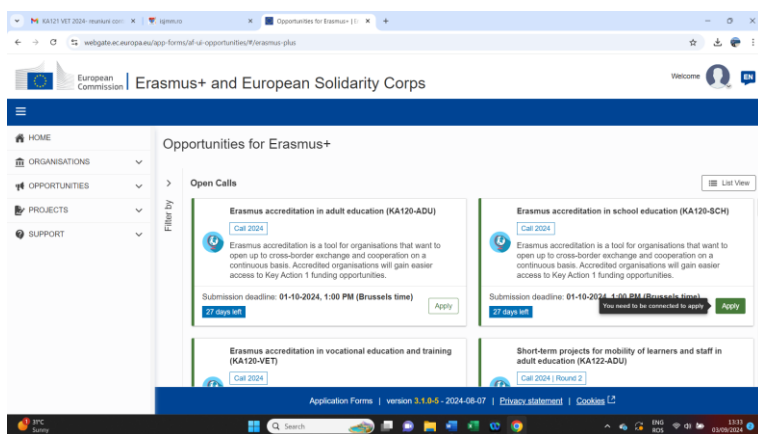 KA121 VET 2024- reuniuni cons
isjmm.ro
Opportunities for Erasmus+ | E
webgate.ec.europa.eu/app-forms/af-ui-opportunities/#/erasmus-plus
European
Commission
Erasmus+ and European Solidarity Corps
Welcome
EN
HOME
ORGANISATIONS
OPPORTUNITIES
PROJECTS
SUPPORT
Opportunities for Erasmus+
Filter by
Open Calls
List View
Erasmus accreditation in adult education (KA120-ADU)
Call 2024
Erasmus accreditation is a tool for organisations that want to
open up to cross-border exchange and cooperation on a
continuous basis. Accredited organisations will gain easier
access to Key Action 1 funding opportunities.
Submission deadline: 01-10-2024, 1:00 PM (Brussels time)
27 days left
Apply
Erasmus accreditation in school education (KA120-SCH)
Call 2024
Erasmus accreditation is a tool for organisations that want to
open up to cross-border exchange and cooperation on a
continuous basis. Accredited organisations will gain easier
access to Key Action 1 funding opportunities.
Submission deadline: 01-10-2024, 1:00 PM (Brussels time)
You need to be connected to apply
27 days left
Apply
Erasmus accreditation in vocational education and training
(KA120-VET)
Call 2024
Short-term projects for mobility of learners and staff in
adult education (KA122-ADU)
Call 2024 | Round 2
Application Forms | version 3.1.0-5 - 2024-08-07 | Privacy statement | Cookies
31°C
Sunny
Search
ENG
ROS
13:33
03/09/2024